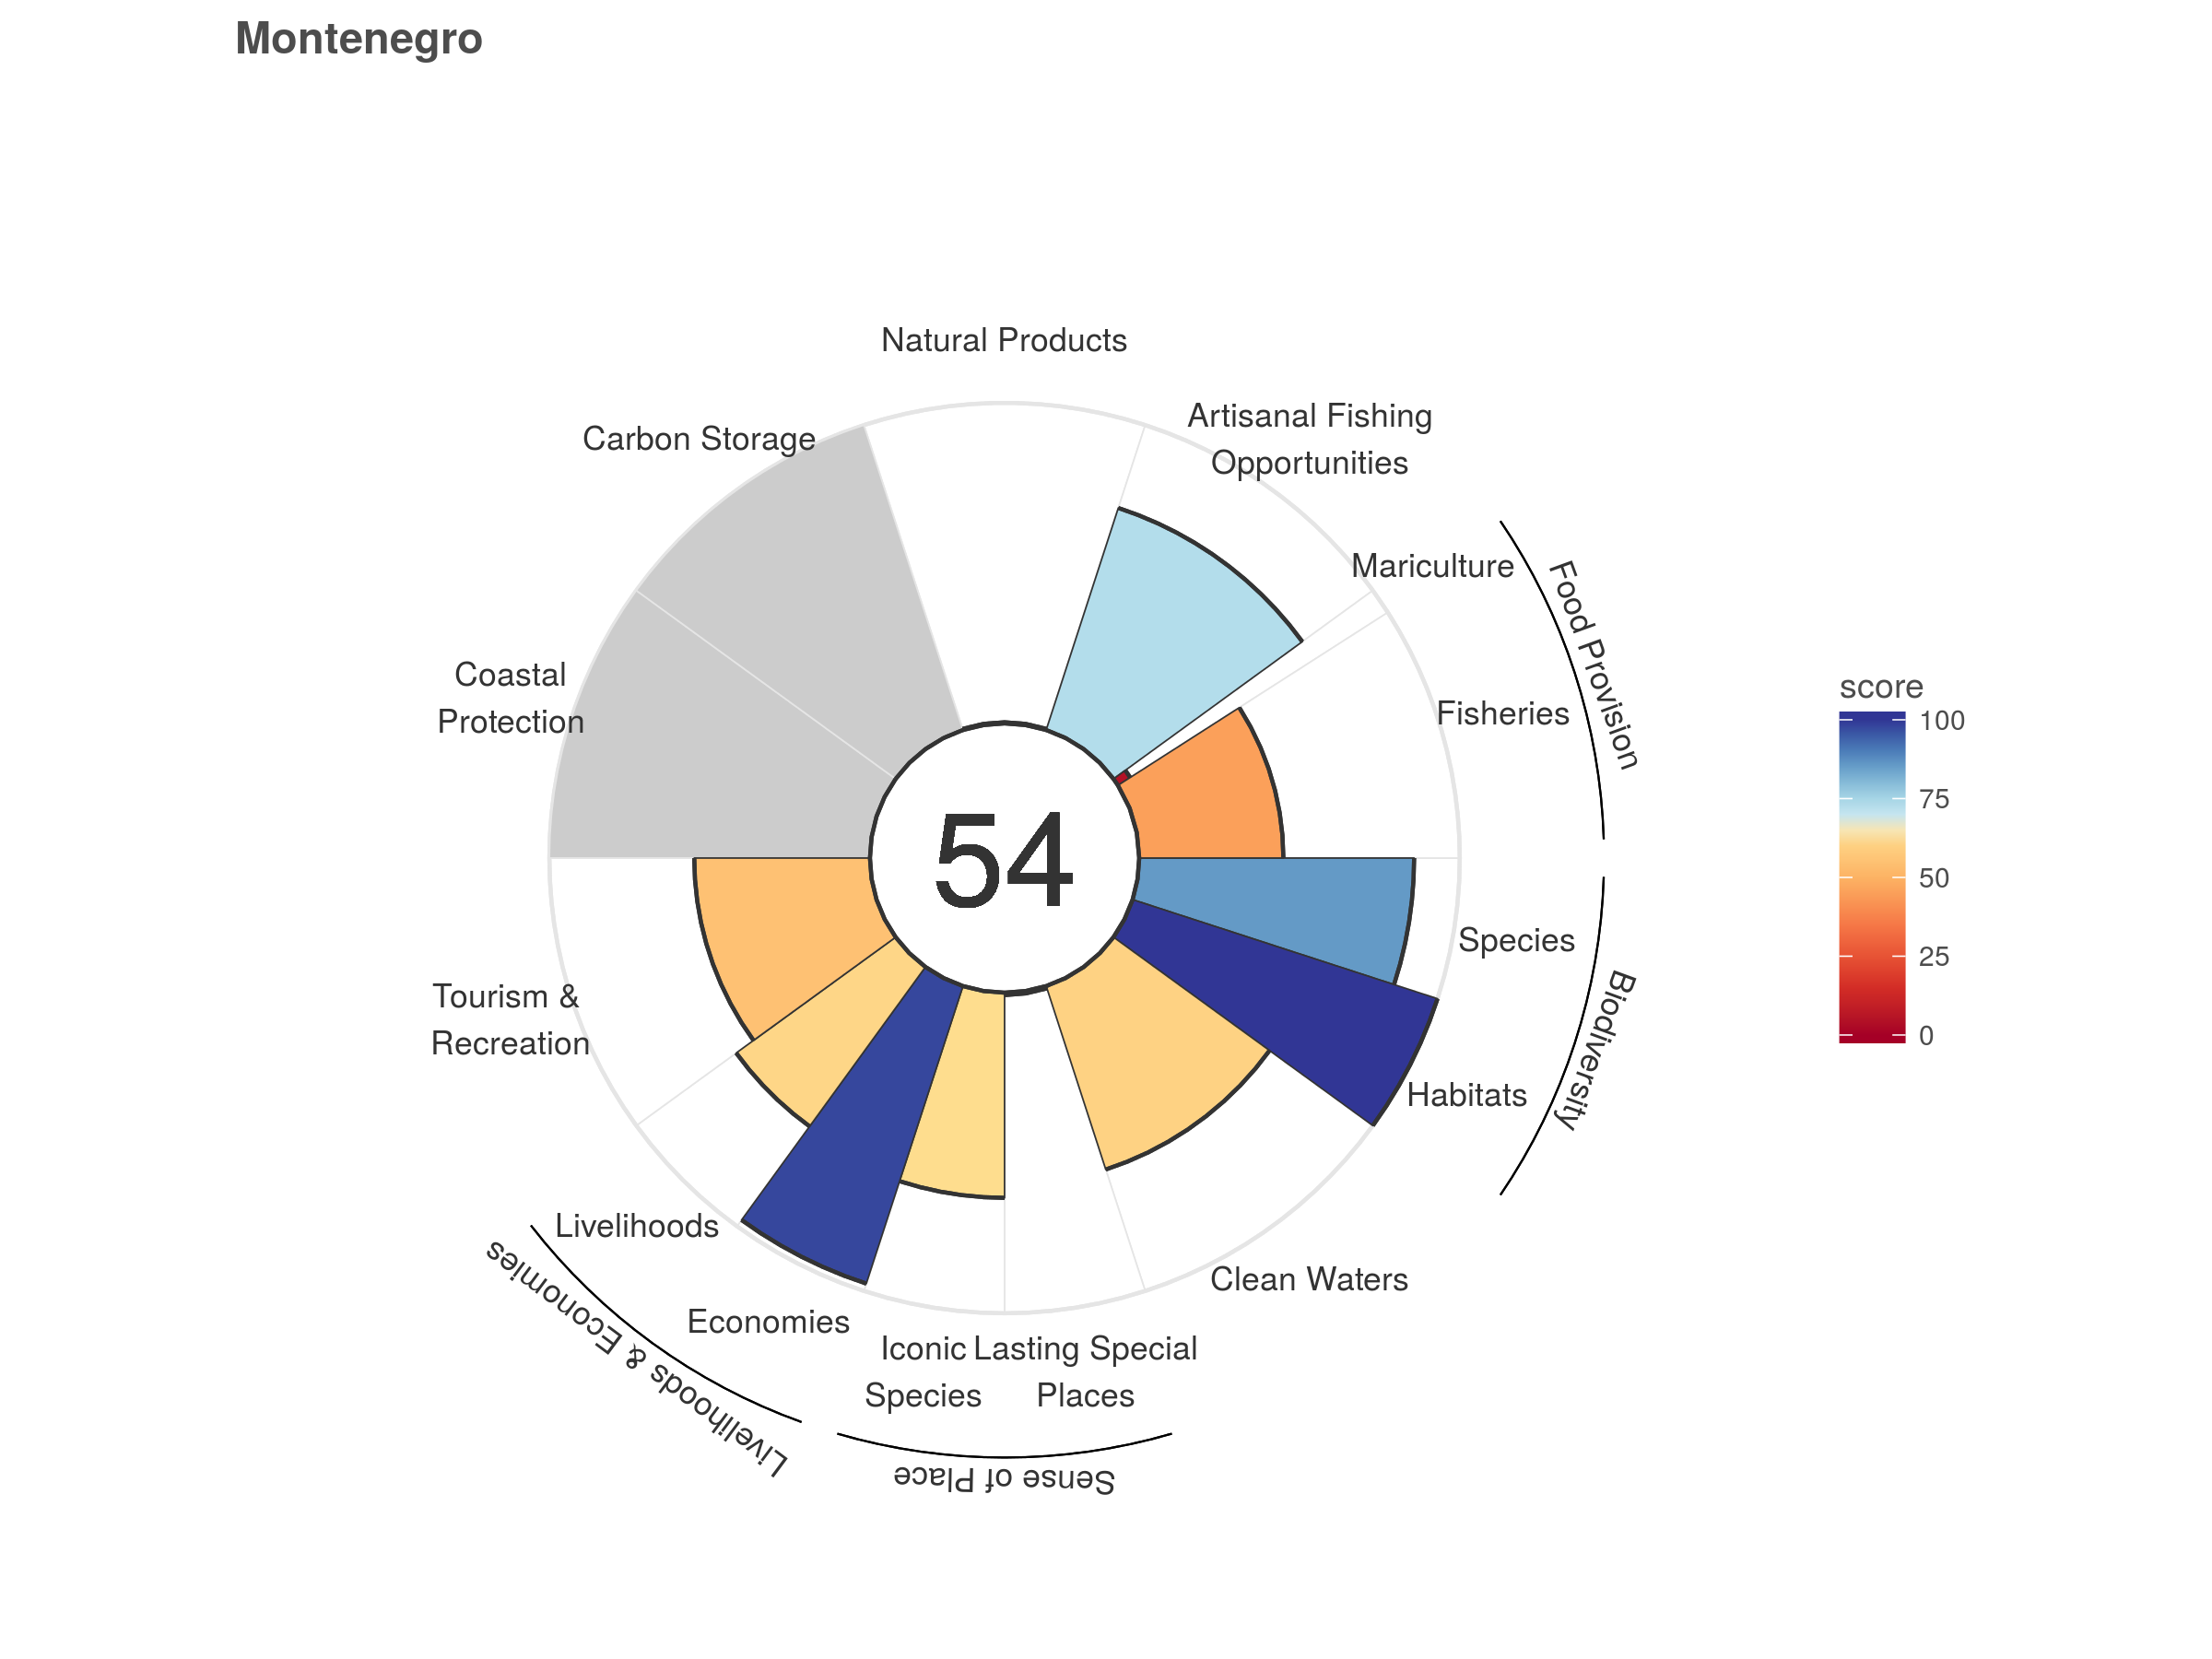 Montenegro
Natural Products
Carbon Storage
Artisanal Fishing
Opportunities
Mariculture
Food Provision
Fisheries
Coastal
Protection
54
score
100
75
50
25
0
Species
Biodiversity
Habitats
Tourism &
Recreation
Livelihoods
Clean Waters
Economies
Livelihoods & Economies
Iconic
Species
Lasting Special
Places
Sense of Place